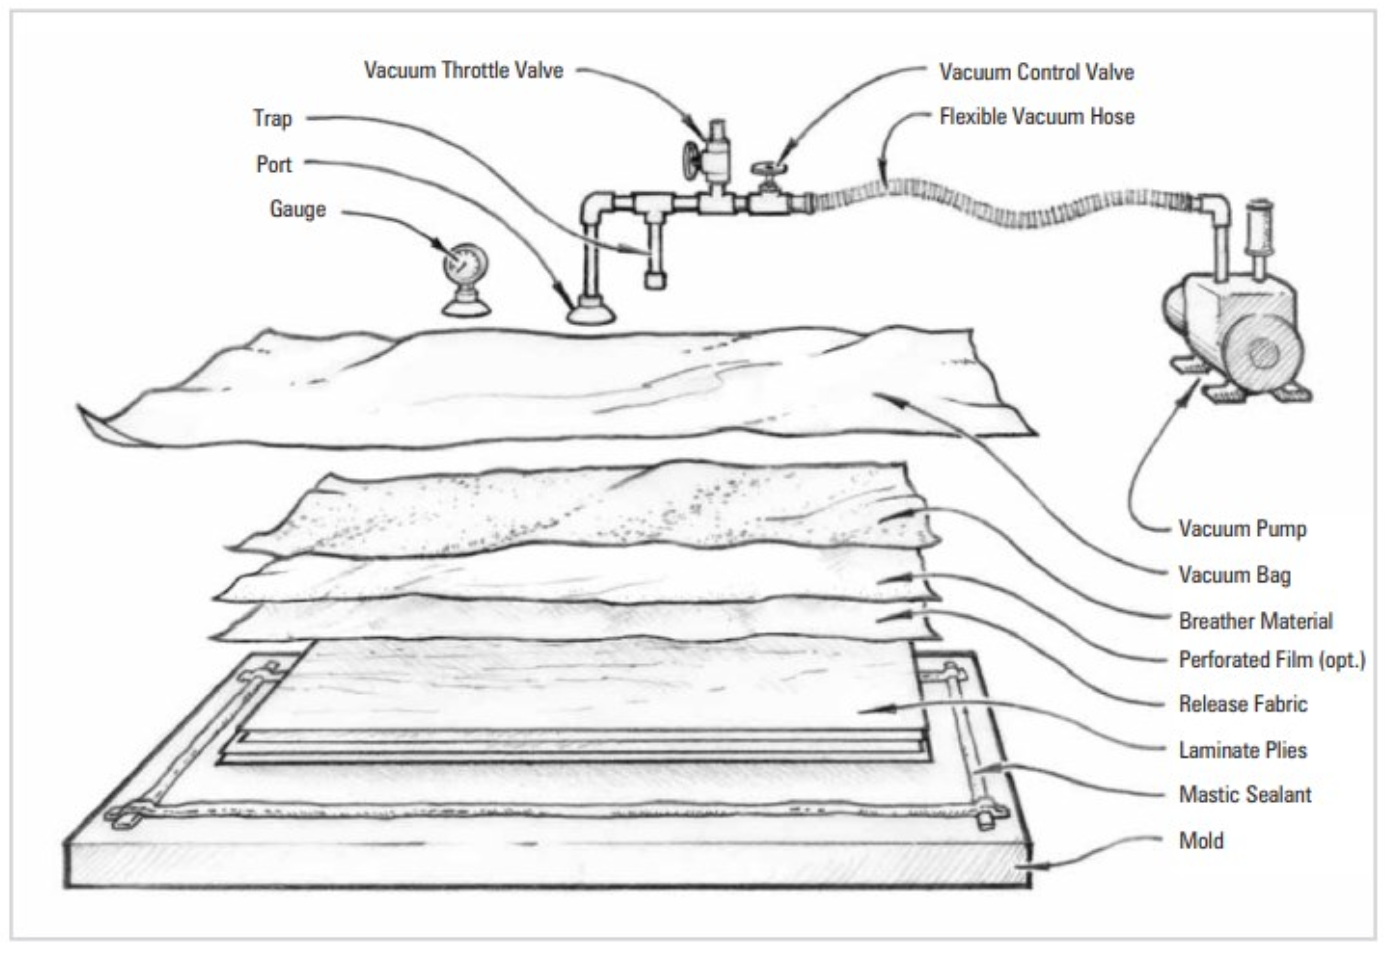 Vacuum Throttle Valve
Vacuum Control Valve
Trap
Flexible Vacuum Hose
Port
Gauge
Vacuum Pump
Vacuum Bag
Breather Material
Perforated Film (opt.)
Release Fabric
Laminate Plies
Mastic Sealant
Mold